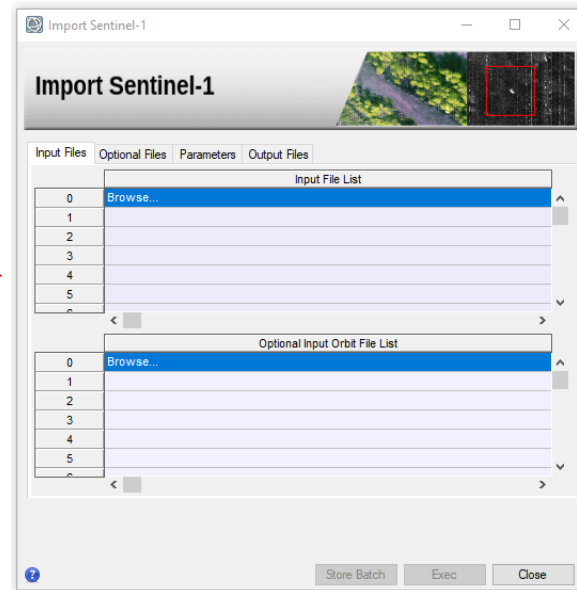 Import Sentinel-1
Import Sentinel-1
Input Files Optional Files Parameters Output Files
Input File List
0 Browse...
1
2
3
4
5
Optional Input Orbit File List
0 Browse...
1
2
3
4
5
Store Batch Exec Close